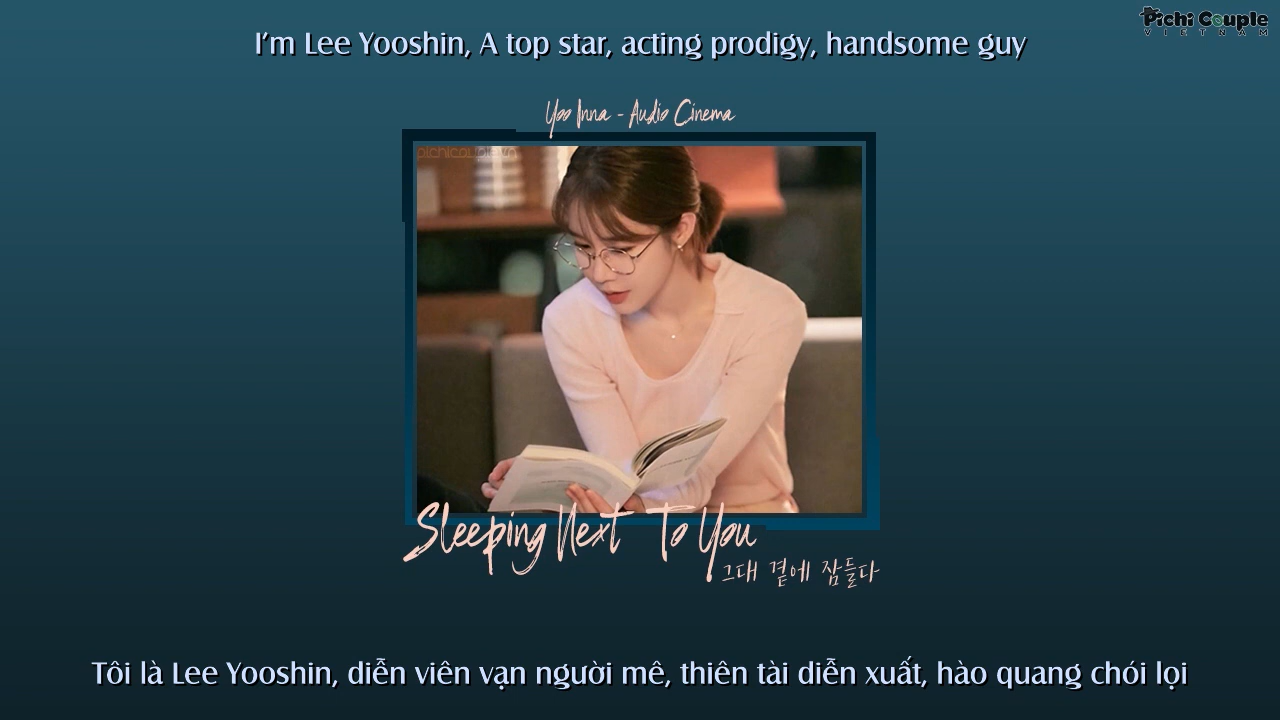 Pichi Couple
VIETNAM
I'm Lee Yooshin, A top star, acting prodigy, handsome guy
Yoo Inna - Audio Cinema
pichicouple.vn
Sleeping Next To You
그대 곁에 잠들다
Tôi là Lee Yooshin, diễn viên vạn người mê, thiên tài diễn xuất, hào quang chói lọi